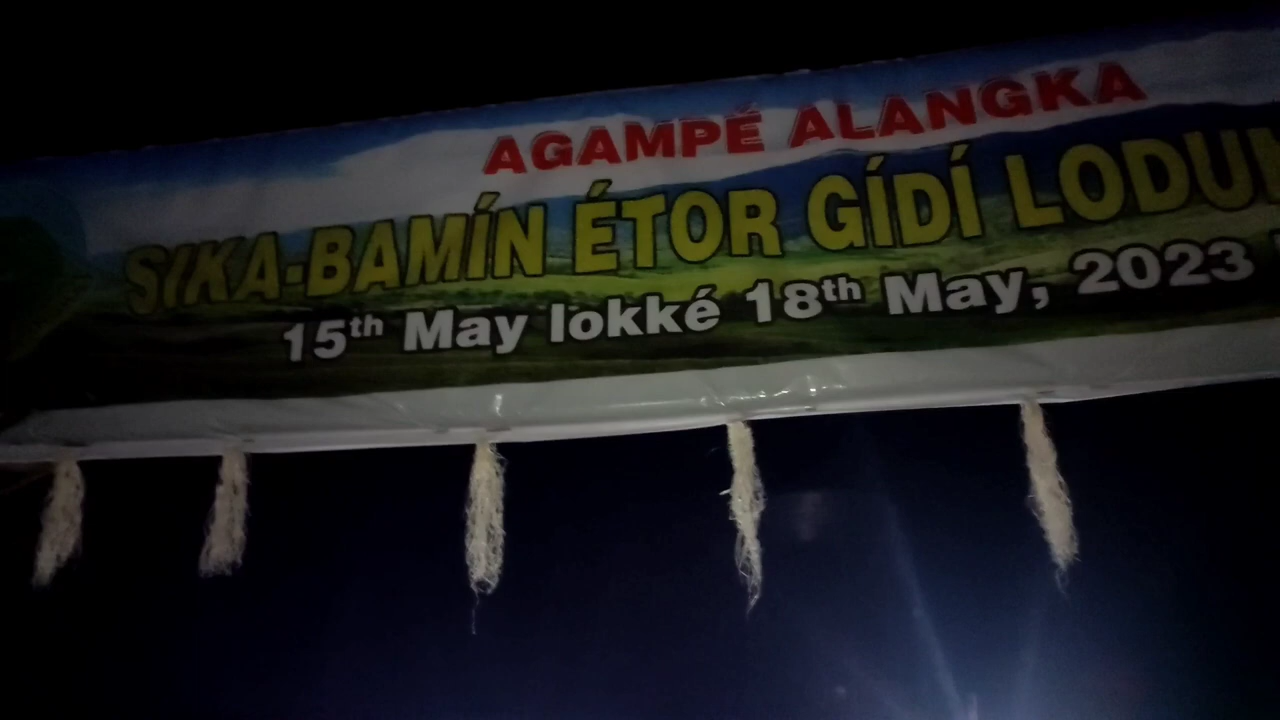 AGAMPÉ ALANGKA
SIKA-BAMÍN ÉTOR GÍDÍ
15th May lokké 18th May, 2023